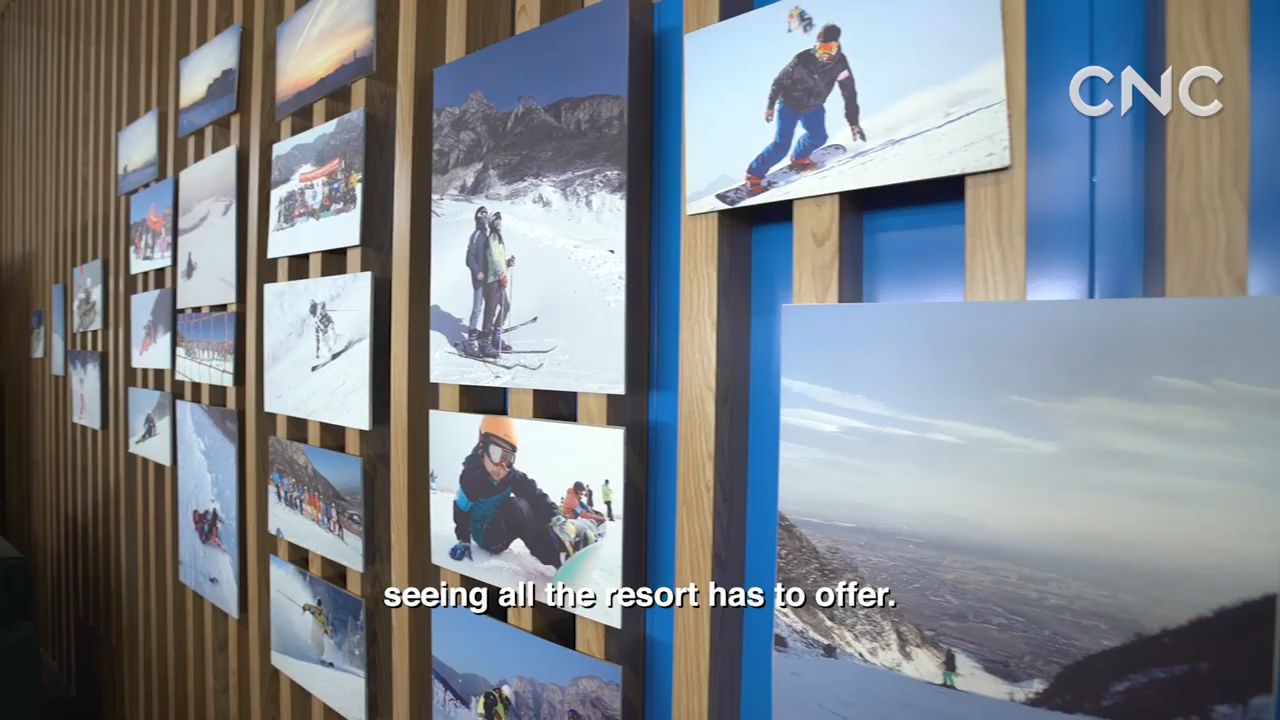 CNC
seeing all the resort has to offer.